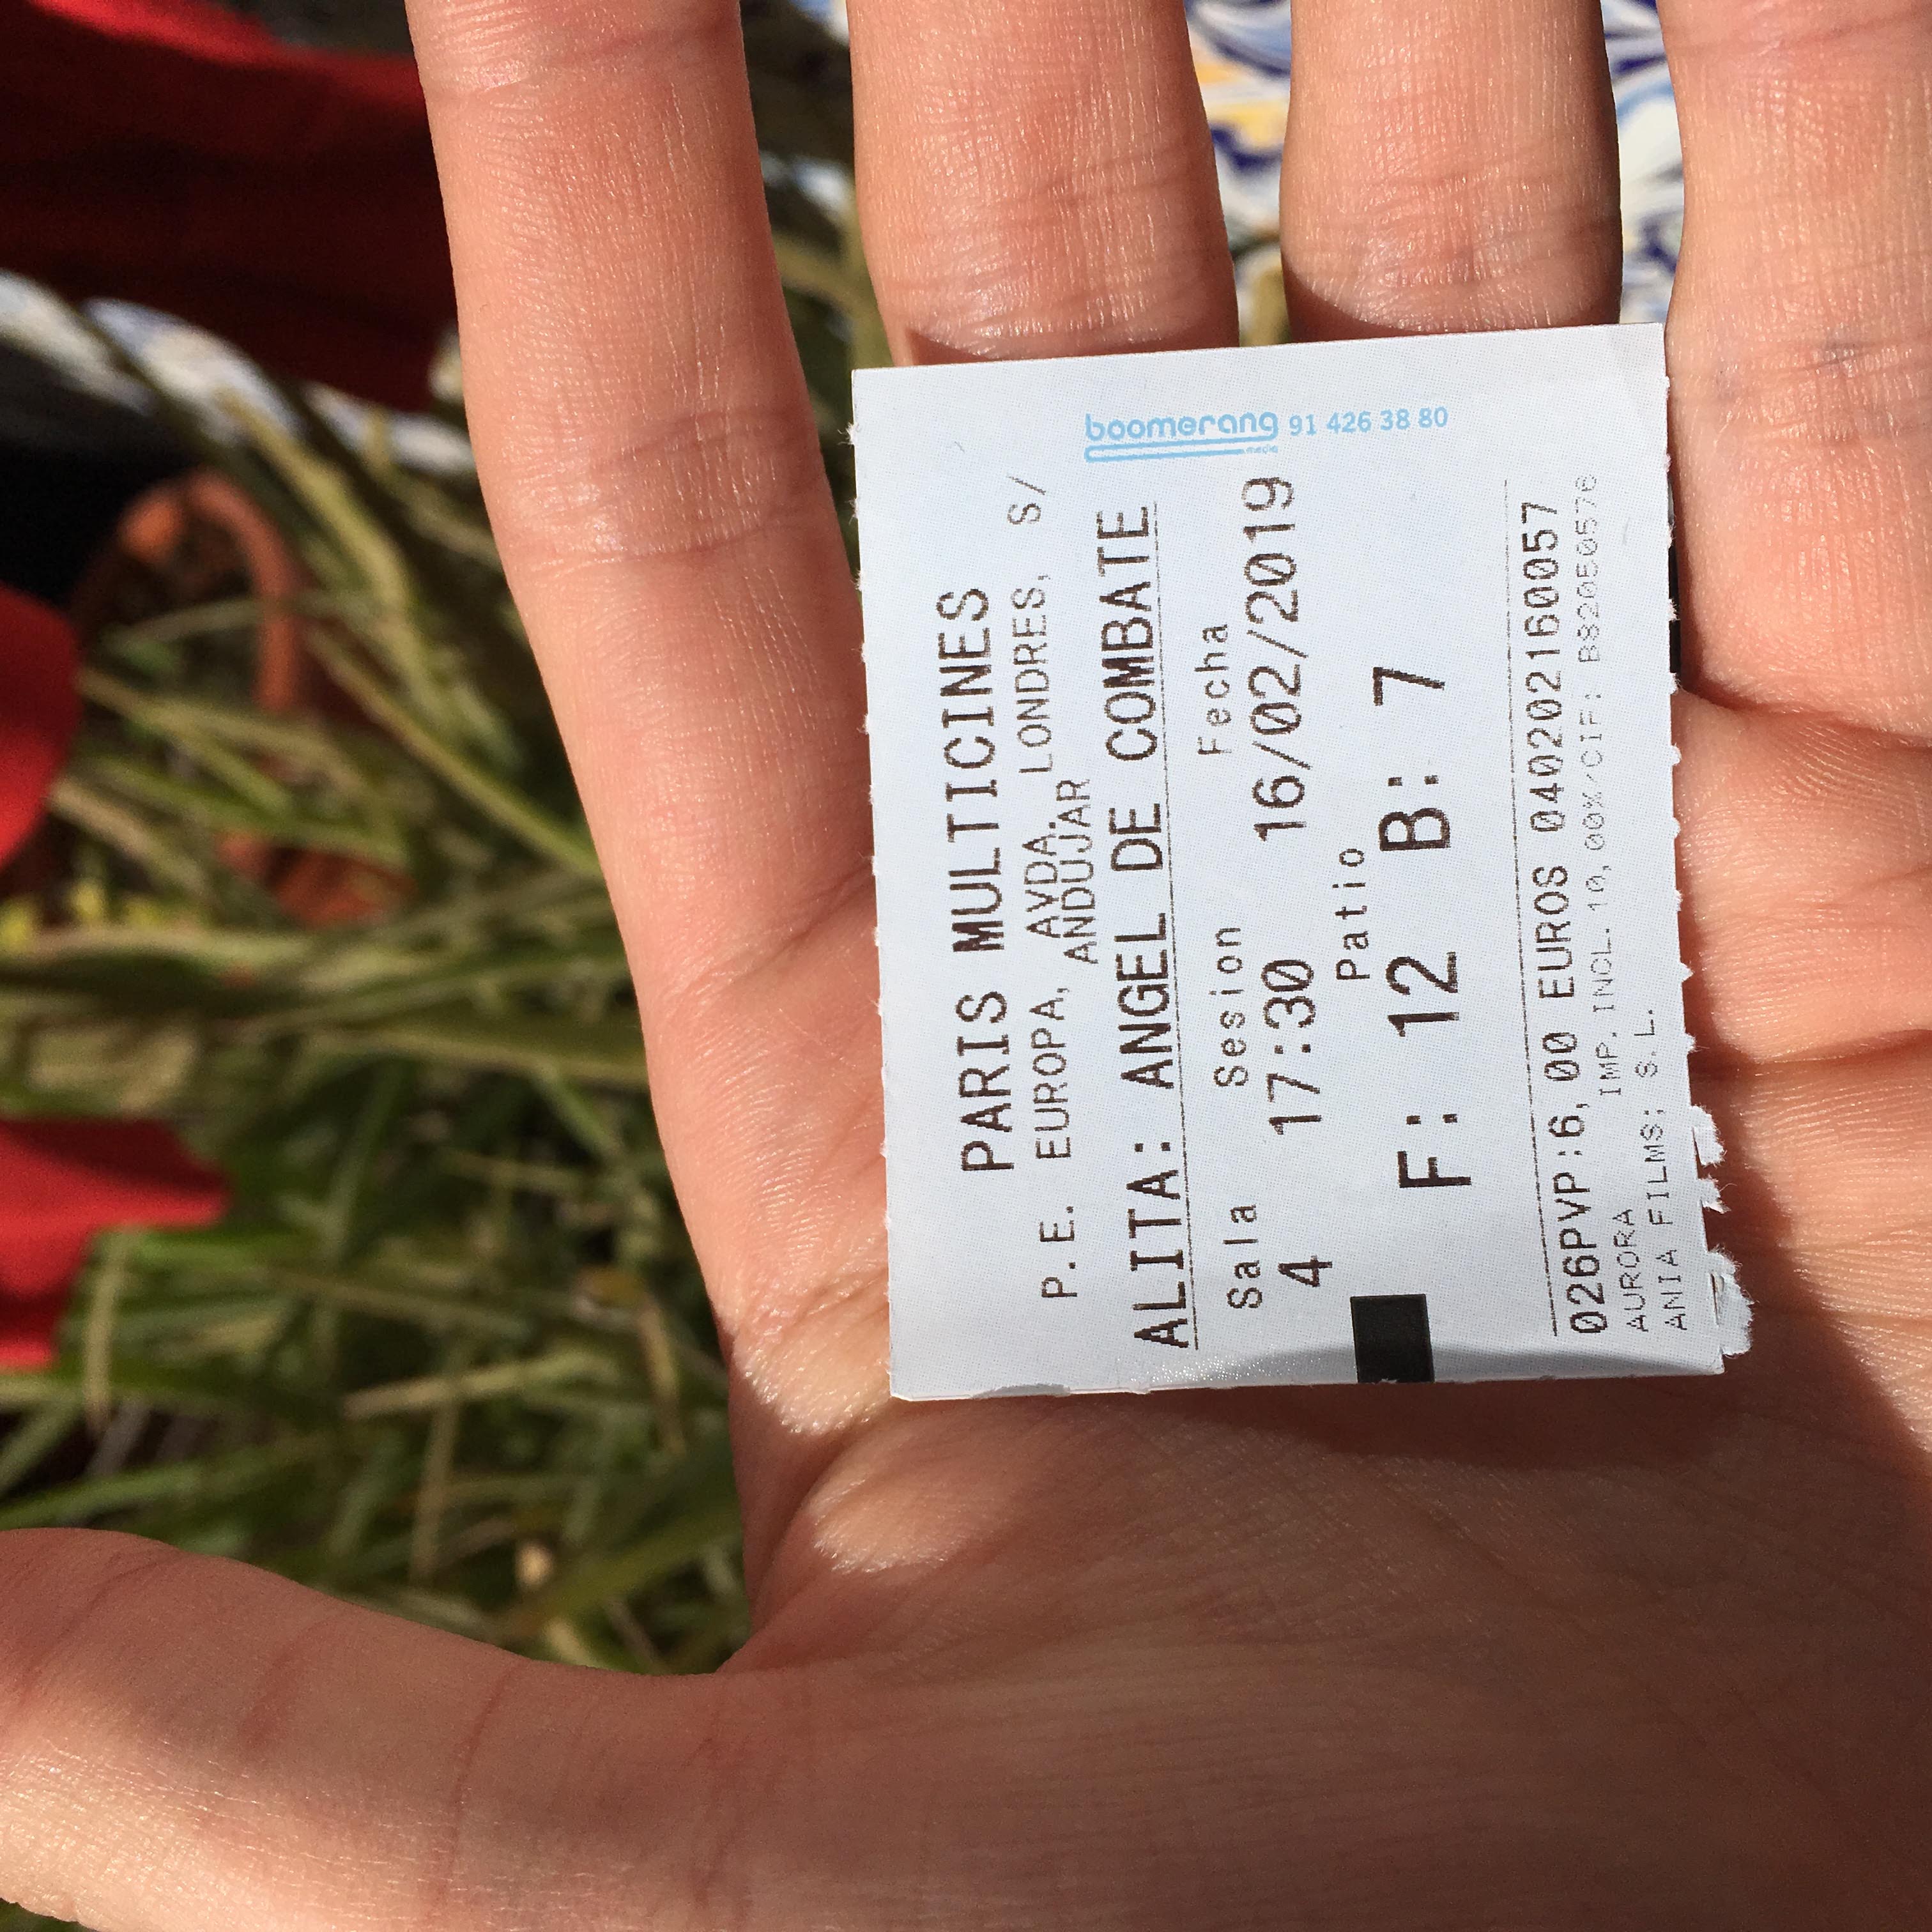 PARIS MULTICINES
P.E. EUROPA, AVDA. LONDRES, S/
ANDUJAR
ALITA: ANGEL DE COMBATE
Sala Sesion Fecha
4 17:30 16/02/2019
Patio
F: 12 B: 7
026PVP:6,00 EUROS 040202160057
AURORA IMP. INCL. 10,00%/CIF: B82050576
ANIA FILMS; S.L.
boomerang 91 426 38 80